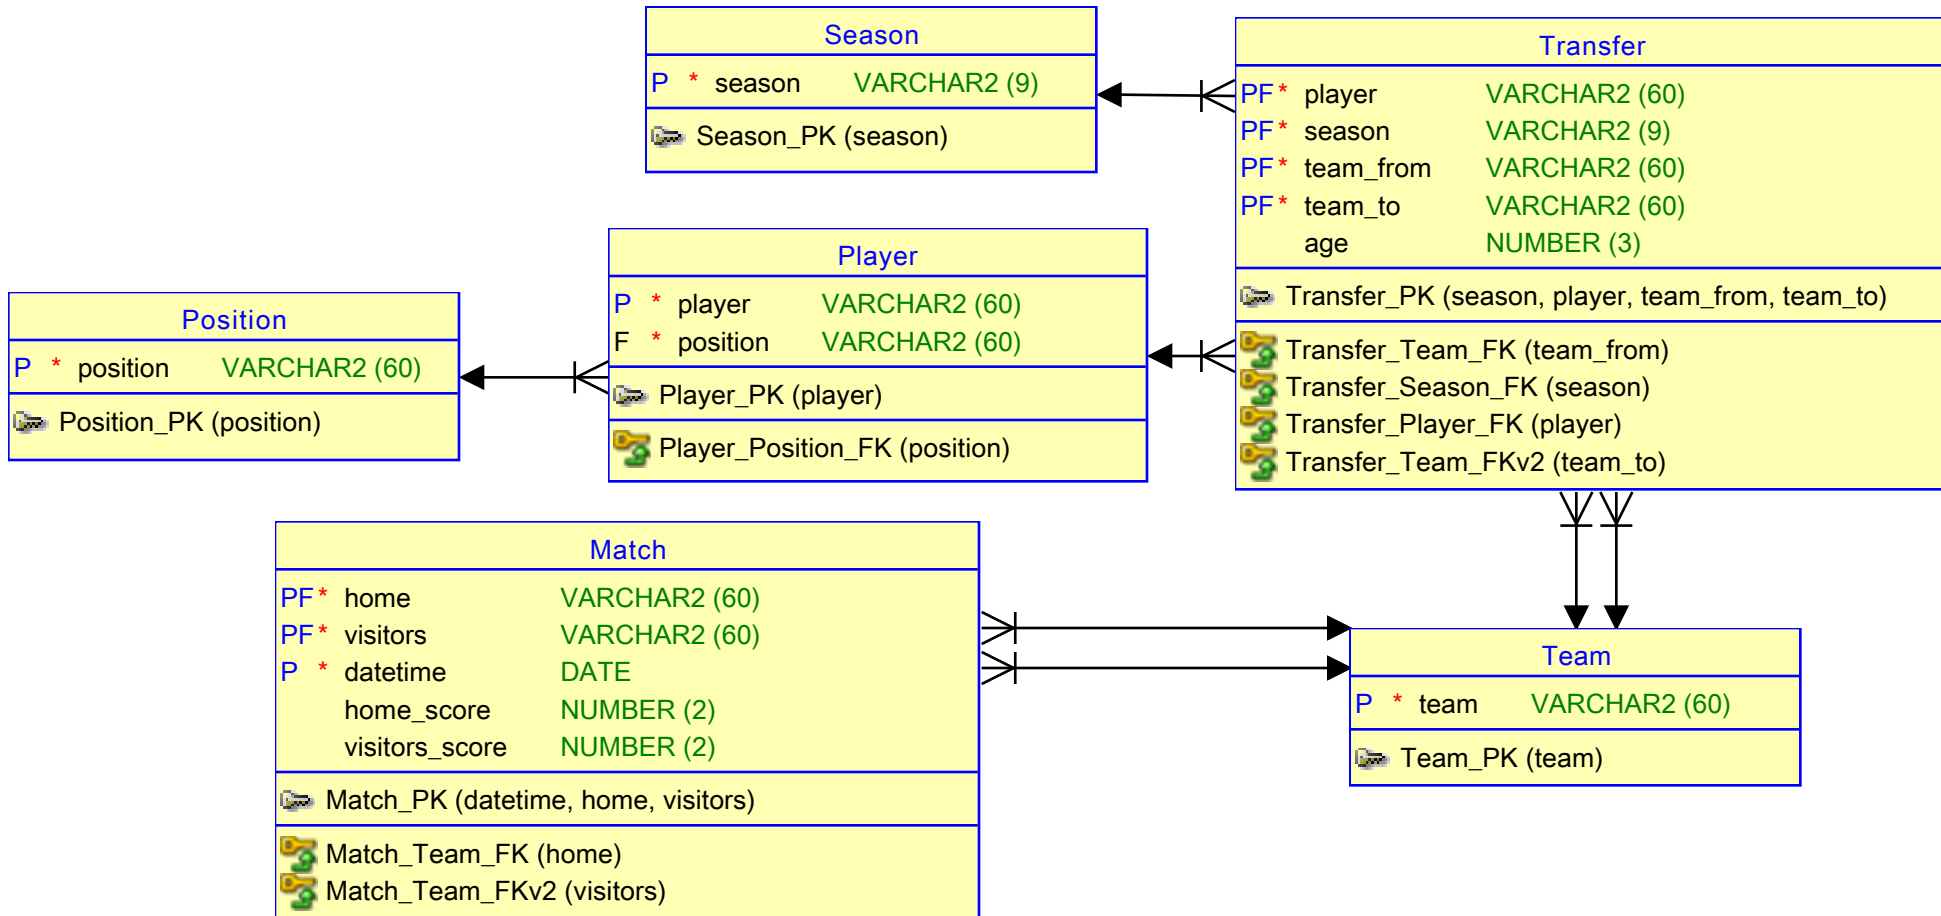 Season
P * season VARCHAR2 (9)
Season_PK (season)
Transfer
PF* player VARCHAR2 (60)
PF* season VARCHAR2 (9)
PF* team_from VARCHAR2 (60)
PF* team_to VARCHAR2 (60)
age NUMBER (3)
Transfer_PK (season, player, team_from, team_to)
Transfer_Team_FK (team_from)
Transfer_Season_FK (season)
Transfer_Player_FK (player)
Transfer_Team_FKv2 (team_to)
Player
P * player VARCHAR2 (60)
F * position VARCHAR2 (60)
Player_PK (player)
Player_Position_FK (position)
Position
P * position VARCHAR2 (60)
Position_PK (position)
Match
PF* home VARCHAR2 (60)
PF* visitors VARCHAR2 (60)
P * datetime DATE
home_score NUMBER (2)
visitors_score NUMBER (2)
Match_PK (datetime, home, visitors)
Match_Team_FK (home)
Match_Team_FKv2 (visitors)
Team
P * team VARCHAR2 (60)
Team_PK (team)